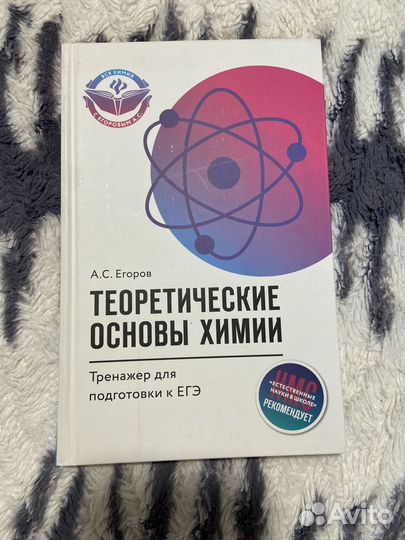 ВСЯ ХИМИЯ
С ЕГОРОВЫМ А.С.
А.С. Егоров
ТЕОРЕТИЧЕСКИЕ
ОСНОВЫ ХИМИИ
Тренажер для
подготовки к ЕГЭ
НМС
"ЕСТЕСТВЕННЫЕ
НАУКИ В ШКОЛЕ"
РЕКОМЕНДУЕТ
Avito